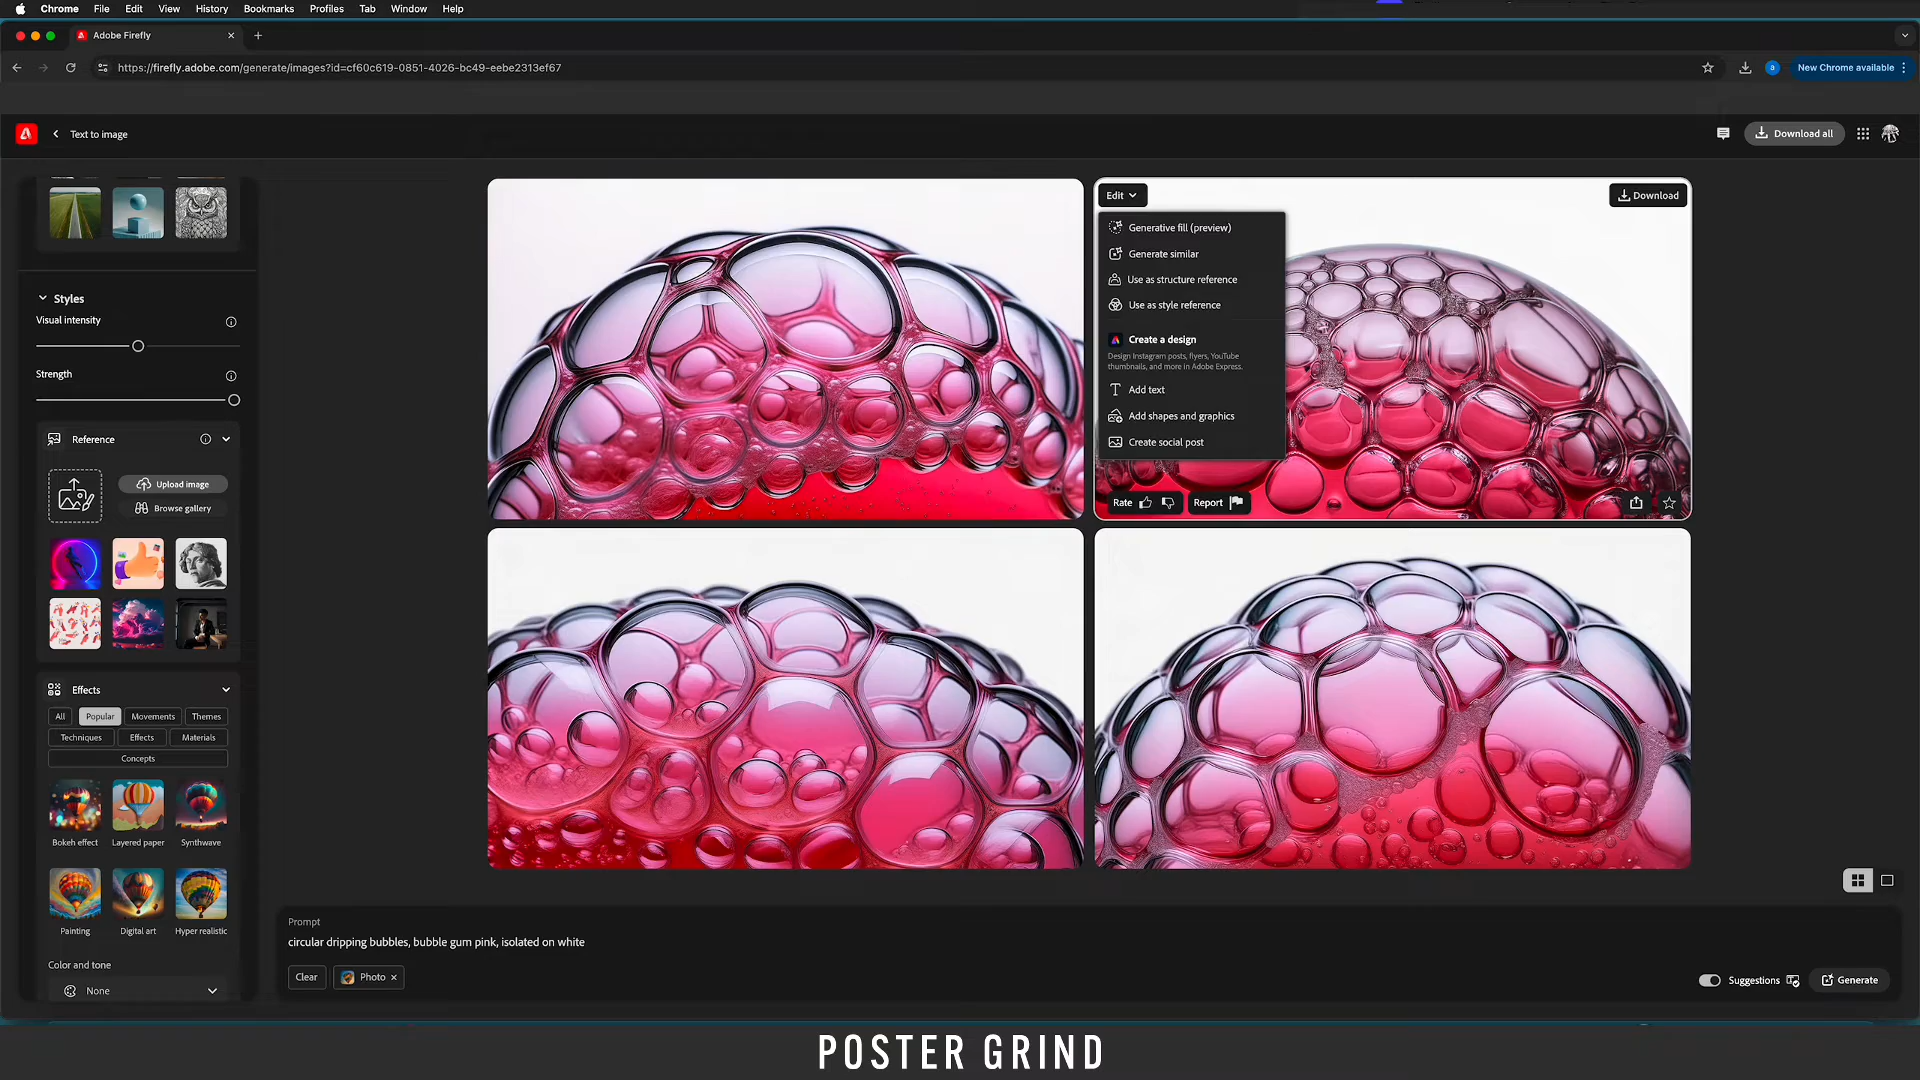 Chrome File Edit View History Bookmarks Profiles Tab Window Help
Adobe Firefly
https://firefly.adobe.com/generate/images?id=cf60c619-0851-4026-bc49-eebe2313ef67
a
New Chrome available
Text to image
Download all
Styles
Visual intensity
Strength
Reference
Upload image
Browse gallery
Effects
All Popular Movements Themes
Techniques Effects Materials
Concepts
Bokeh effect Layered paper Synthwave
Painting Digital art Hyper realistic
Color and tone
None
Edit
Download
Generative fill (preview)
Generate similar
Use as structure reference
Use as style reference
Create a design
Design Instagram posts, flyers, YouTube
thumbnails, and more in Adobe Express.
Add text
Add shapes and graphics
Create social post
Rate
Report
Prompt
circular dripping bubbles, bubble gum pink, isolated on white
Clear
Photo
Suggestions
Generate
POSTER GRIND